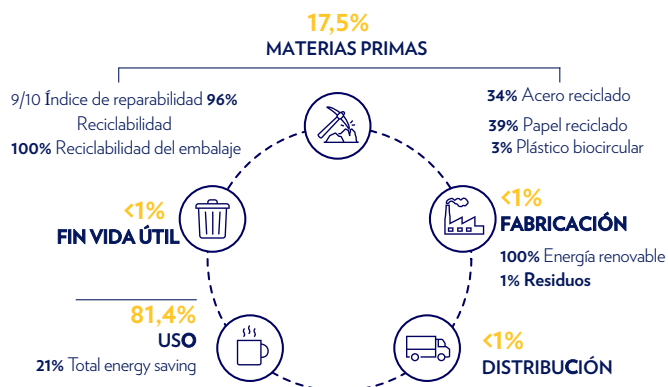 17,5%
MATERIAS PRIMAS
9/10 Índice de reparabilidad 96%
Reciclabilidad
100% Reciclabilidad del embalaje
34% Acero reciclado
39% Papel reciclado
3% Plástico biocircular
<1%
FIN VIDA ÚTIL
<1%
FABRICACIÓN
100% Energía renovable
1% Residuos
81,4%
USO
21% Total energy saving
<1%
DISTRIBUCIÓN